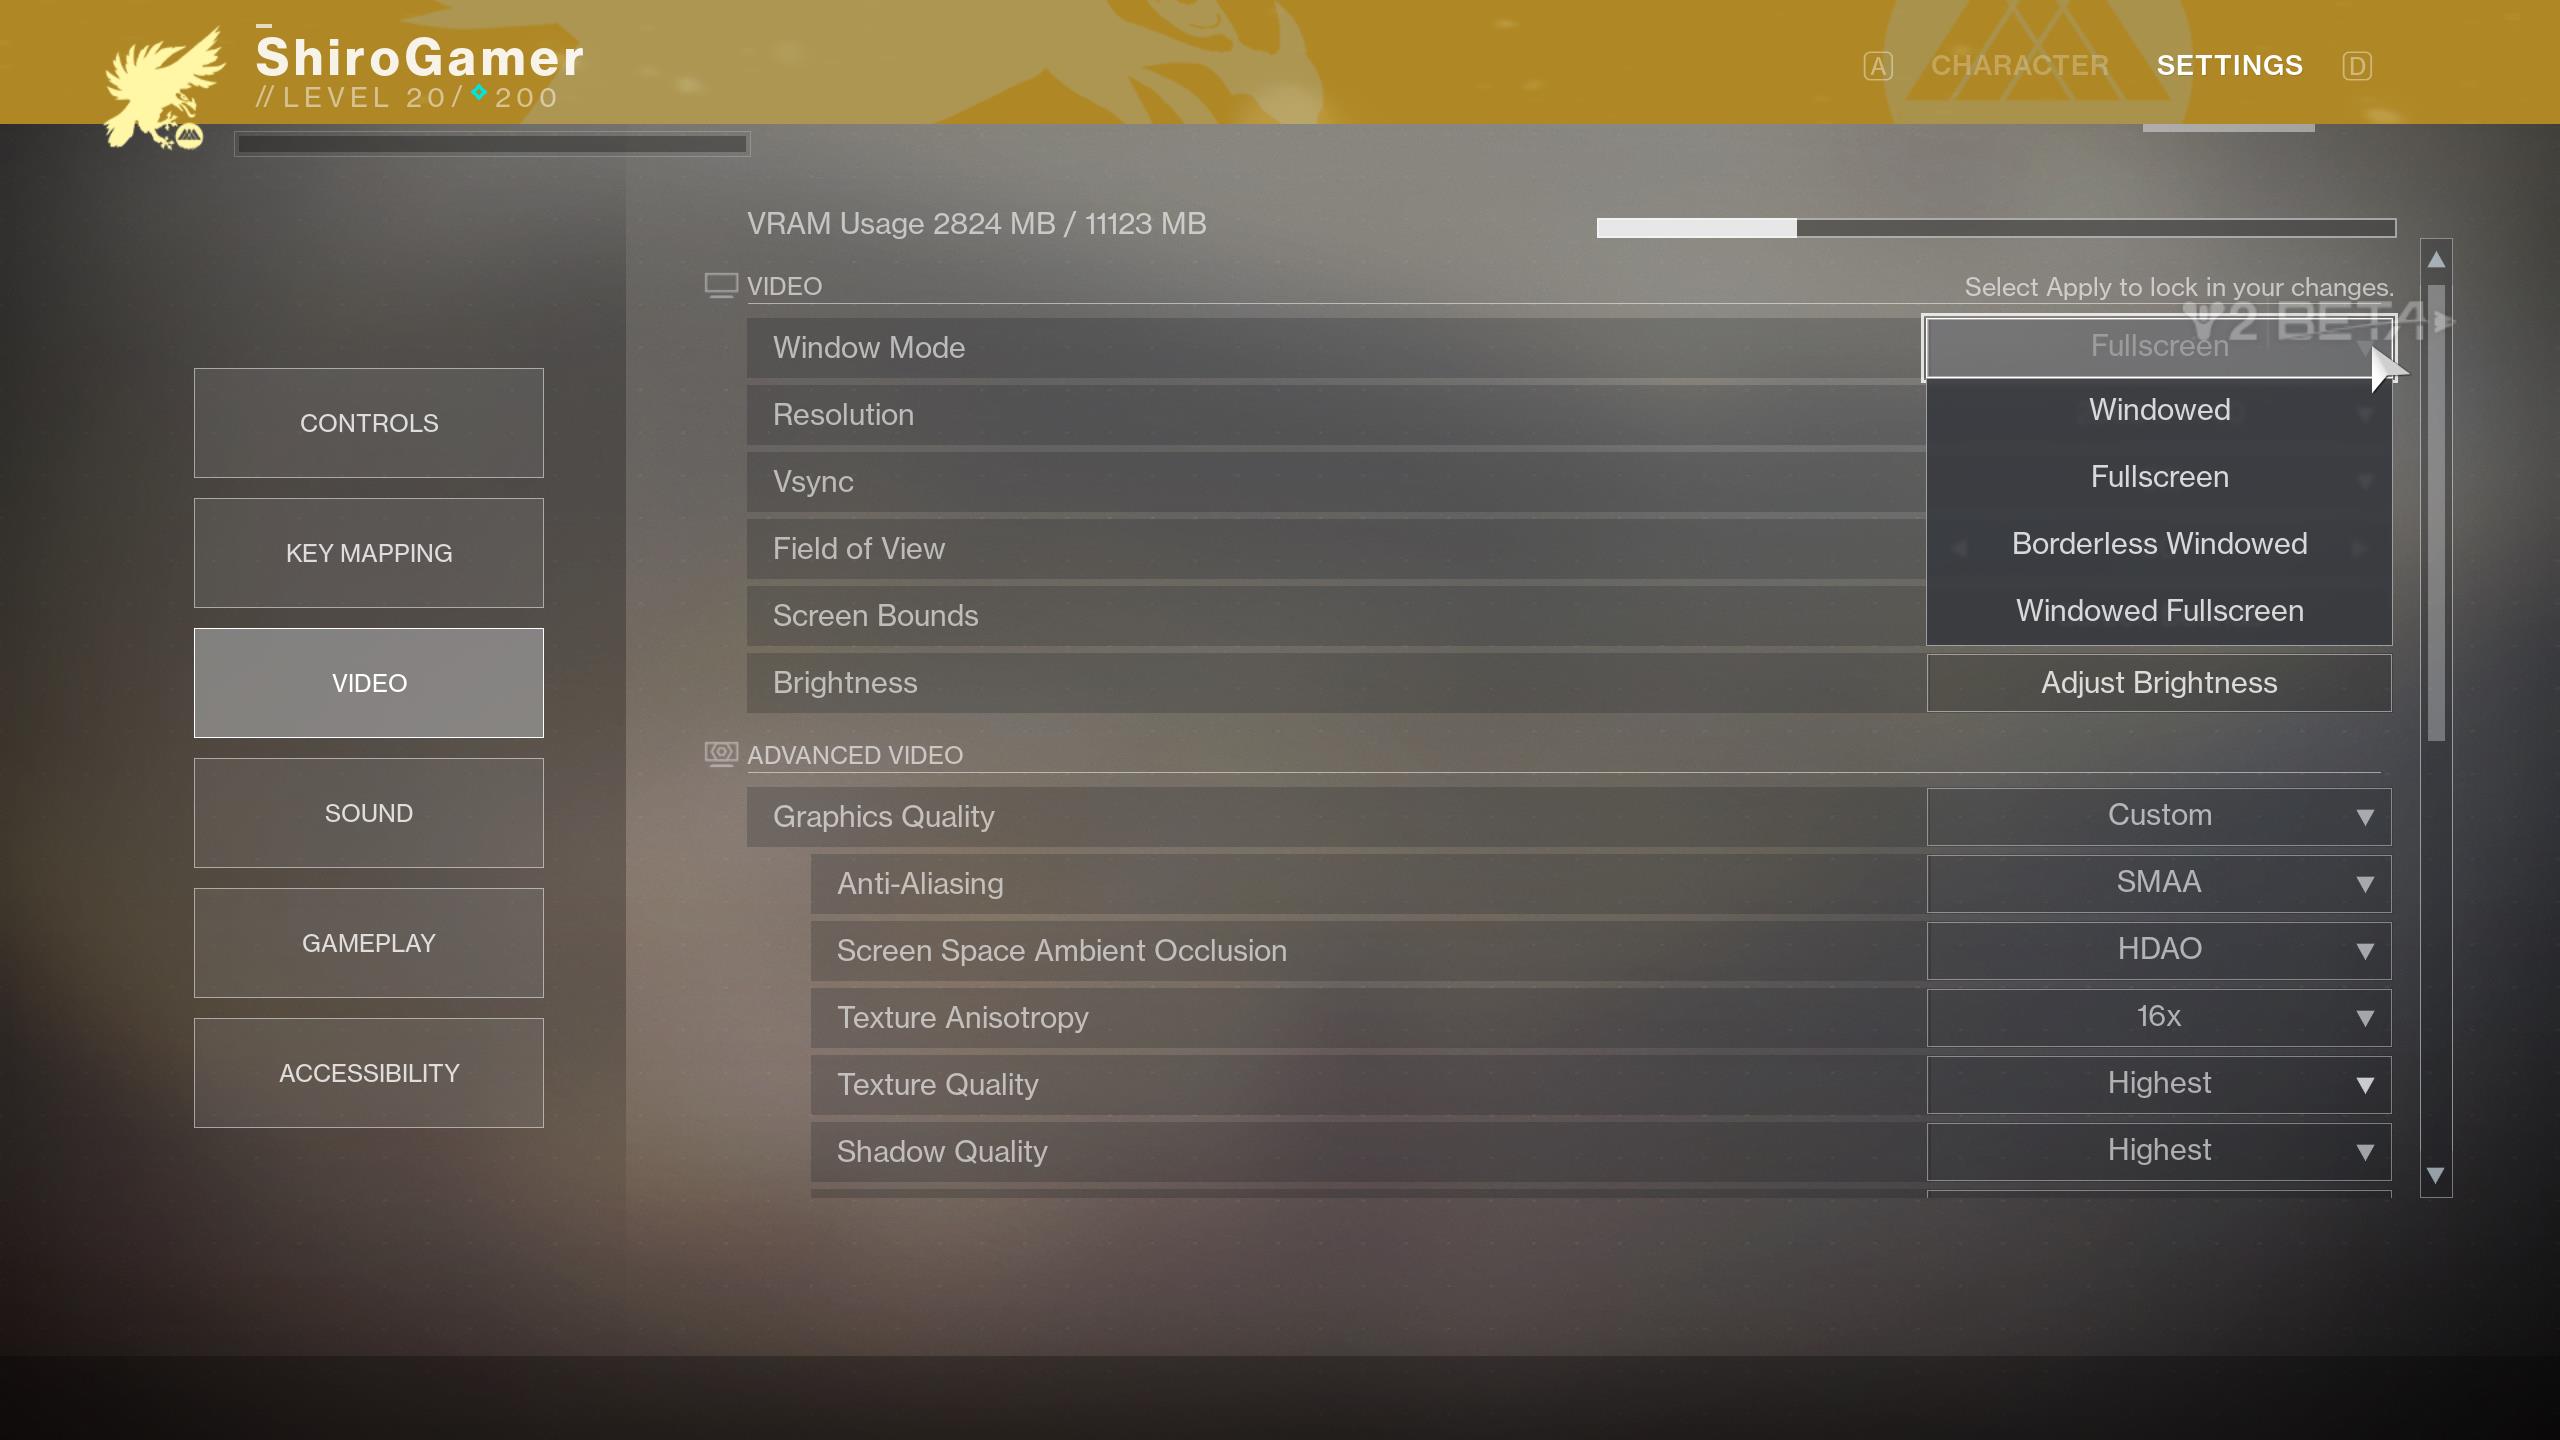 ShiroGamer
// LEVEL 20/ 200
A CHARACTER SETTINGS D
VRAM Usage 2824 MB / 11123 MB
VIDEO
Select Apply to lock in your changes.
2 BETA
Window Mode
Fullscreen
Resolution
Windowed
Vsync
Fullscreen
Field of View
Borderless Windowed
Screen Bounds
Windowed Fullscreen
Brightness
Adjust Brightness
CONTROLS
KEY MAPPING
VIDEO
SOUND
GAMEPLAY
ACCESSIBILITY
ADVANCED VIDEO
Graphics Quality
Custom
Anti-Aliasing
SMAA
Screen Space Ambient Occlusion
HDAO
Texture Anisotropy
16x
Texture Quality
Highest
Shadow Quality
Highest